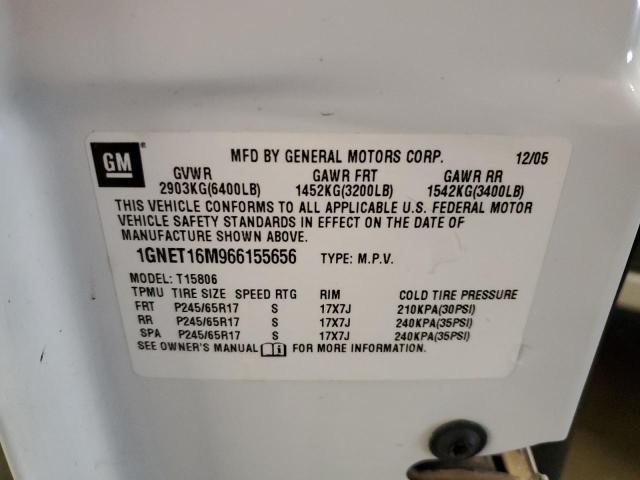 GM
MFD BY GENERAL MOTORS CORP. 12/05
GVWR GAWR FRT GAWR RR
2903KG(6400LB) 1452KG(3200LB) 1542KG(3400LB)
THIS VEHICLE CONFORMS TO ALL APPLICABLE U.S. FEDERAL MOTOR
VEHICLE SAFETY STANDARDS IN EFFECT ON THE DATE OF
MANUFACTURE SHOWN ABOVE.
1GNET16M966155656 TYPE: M.P.V.
MODEL: T15806
TPMU TIRE SIZE SPEED RTG RIM COLD TIRE PRESSURE
FRT P245/65R17 S 17X7J 210KPA(30PSI)
RR P245/65R17 S 17X7J 240KPA(35PSI)
SPA P245/65R17 S 17X7J 240KPA(35PSI)
SEE OWNER'S MANUAL FOR MORE INFORMATION.